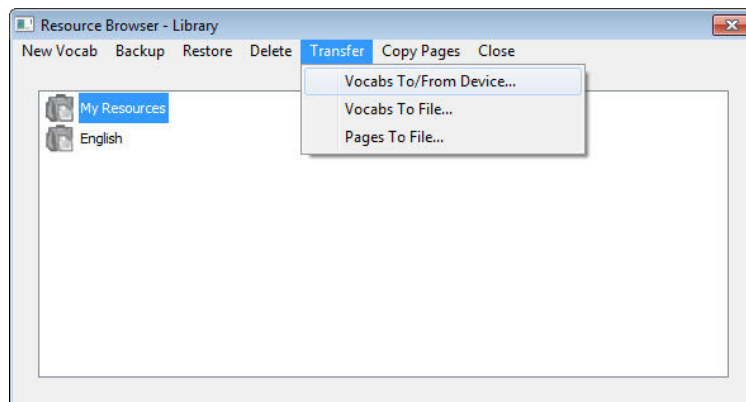 Resource Browser - Library
New Vocab Backup Restore Delete Transfer Copy Pages Close
Vocabs To/From Device...
Vocabs To File...
Pages To File...
My Resources
English